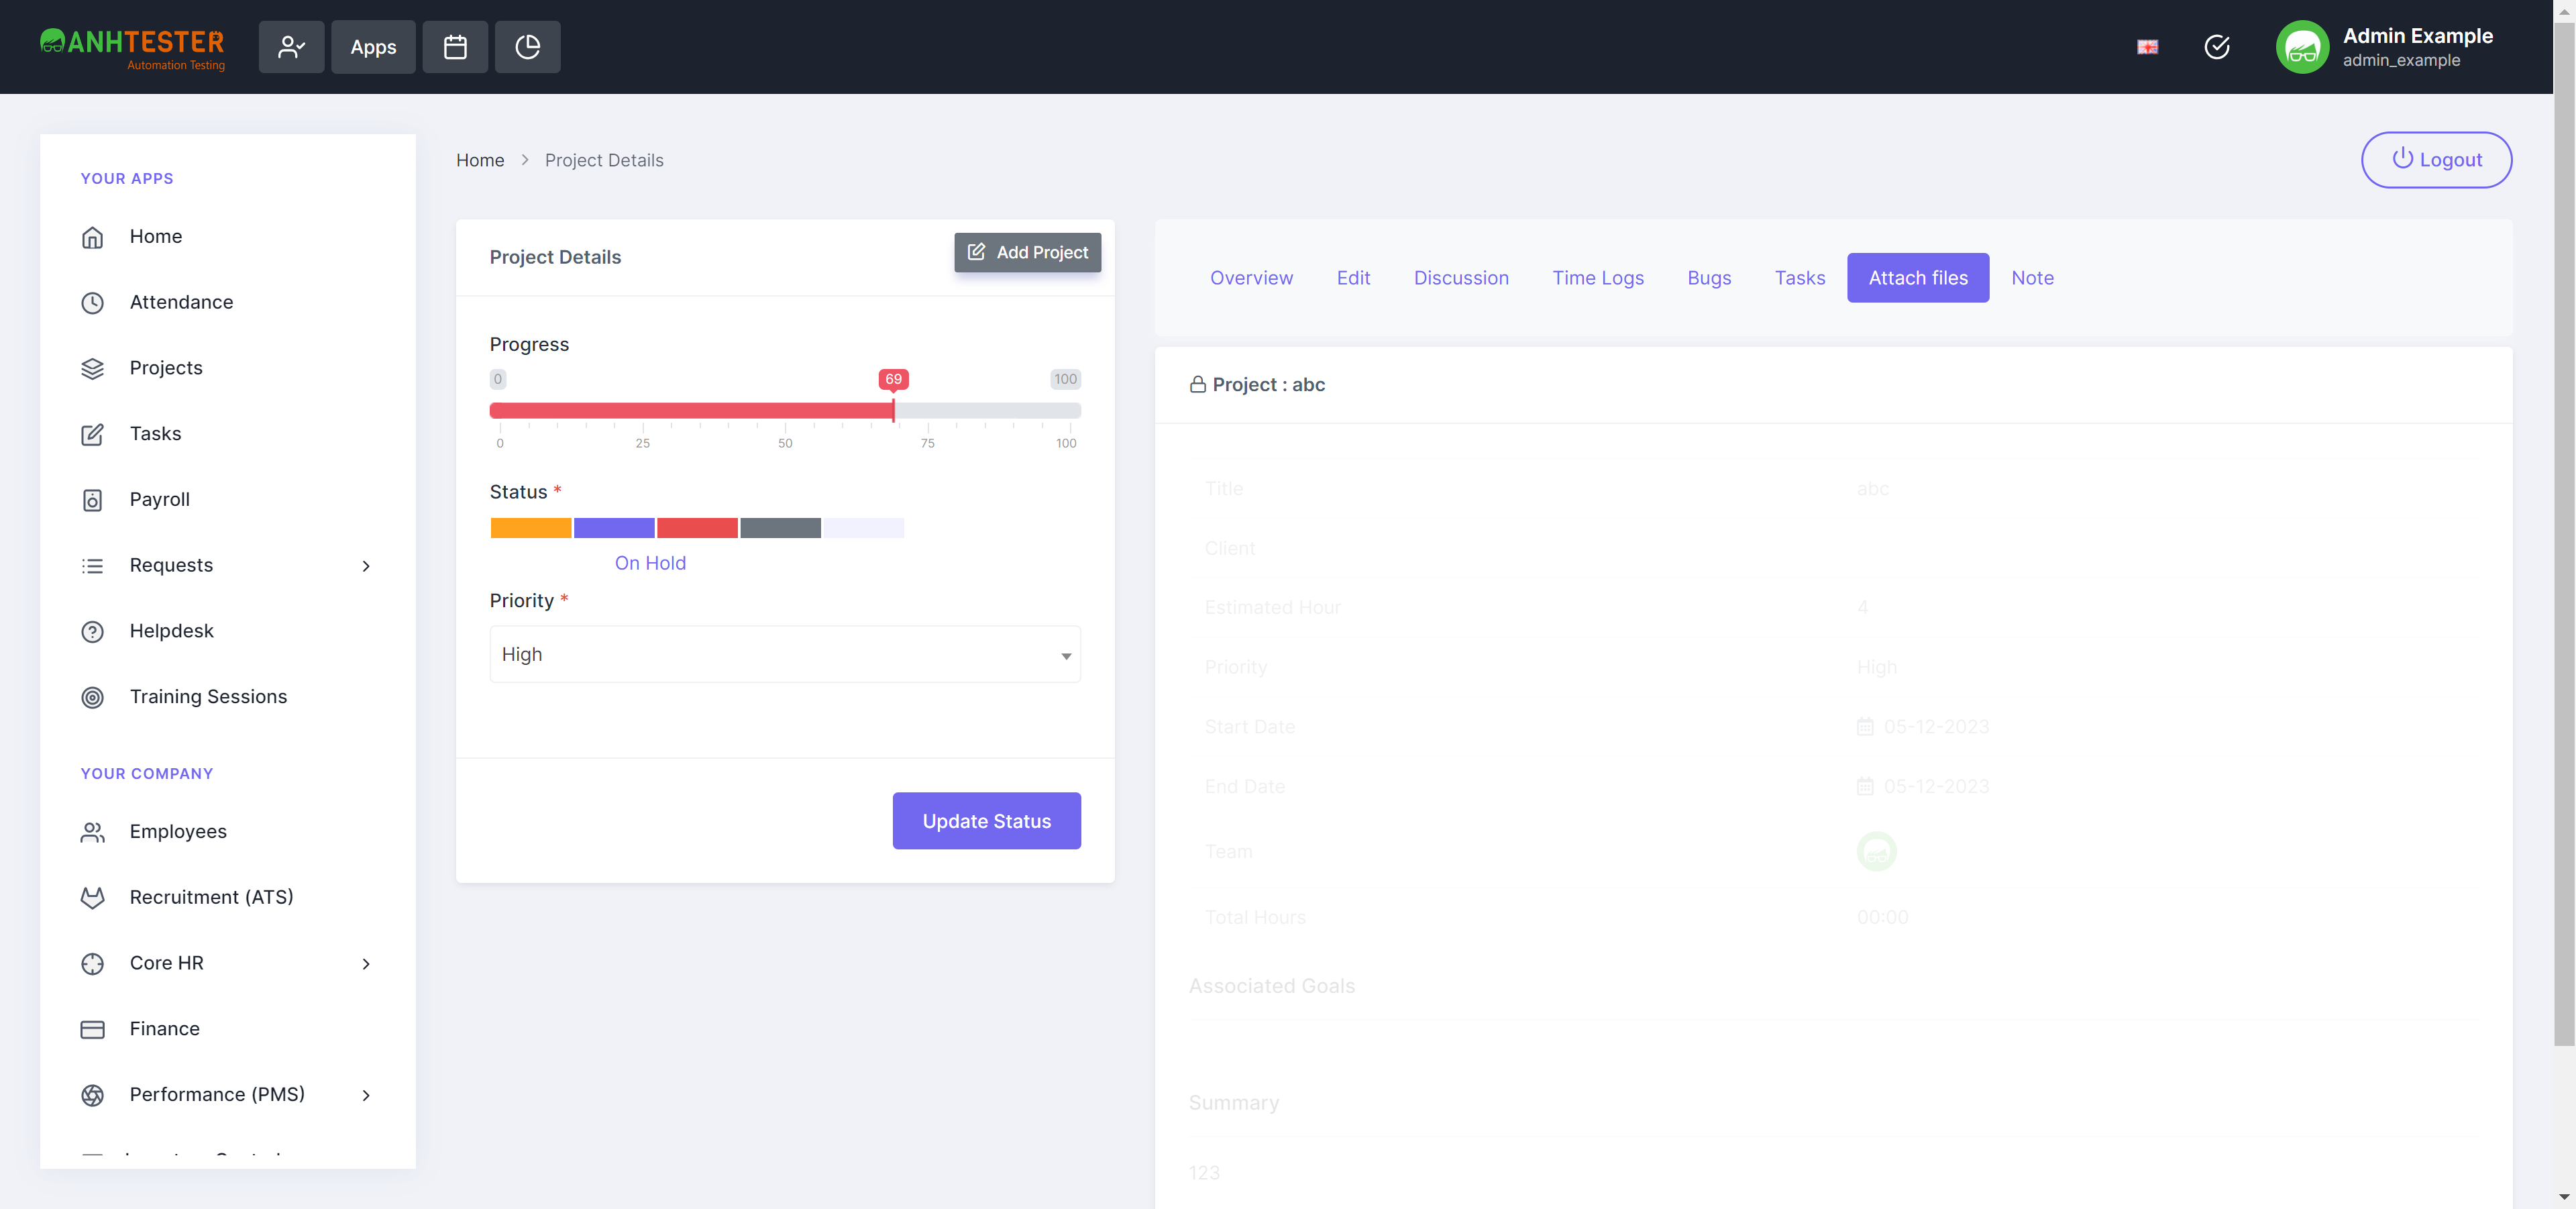 ANHTESTER
Automation Testing
Apps
Admin Example
admin_example
YOUR APPS
Home
Attendance
Projects
Tasks
Payroll
Requests
Helpdesk
Training Sessions
YOUR COMPANY
Employees
Recruitment (ATS)
Core HR
Finance
Performance (PMS)
Home
Project Details
Logout
Project Details
Add Project
Progress
0
69
100
0
25
50
75
100
Status *
On Hold
Priority *
High
Update Status
Overview
Edit
Discussion
Time Logs
Bugs
Tasks
Attach files
Note
Project : abc
Title abc
Client
Estimated Hour 4
Priority High
Start Date 05-12-2023
End Date 05-12-2023
Team
Total Hours 00:00
Associated Goals
Summary
123